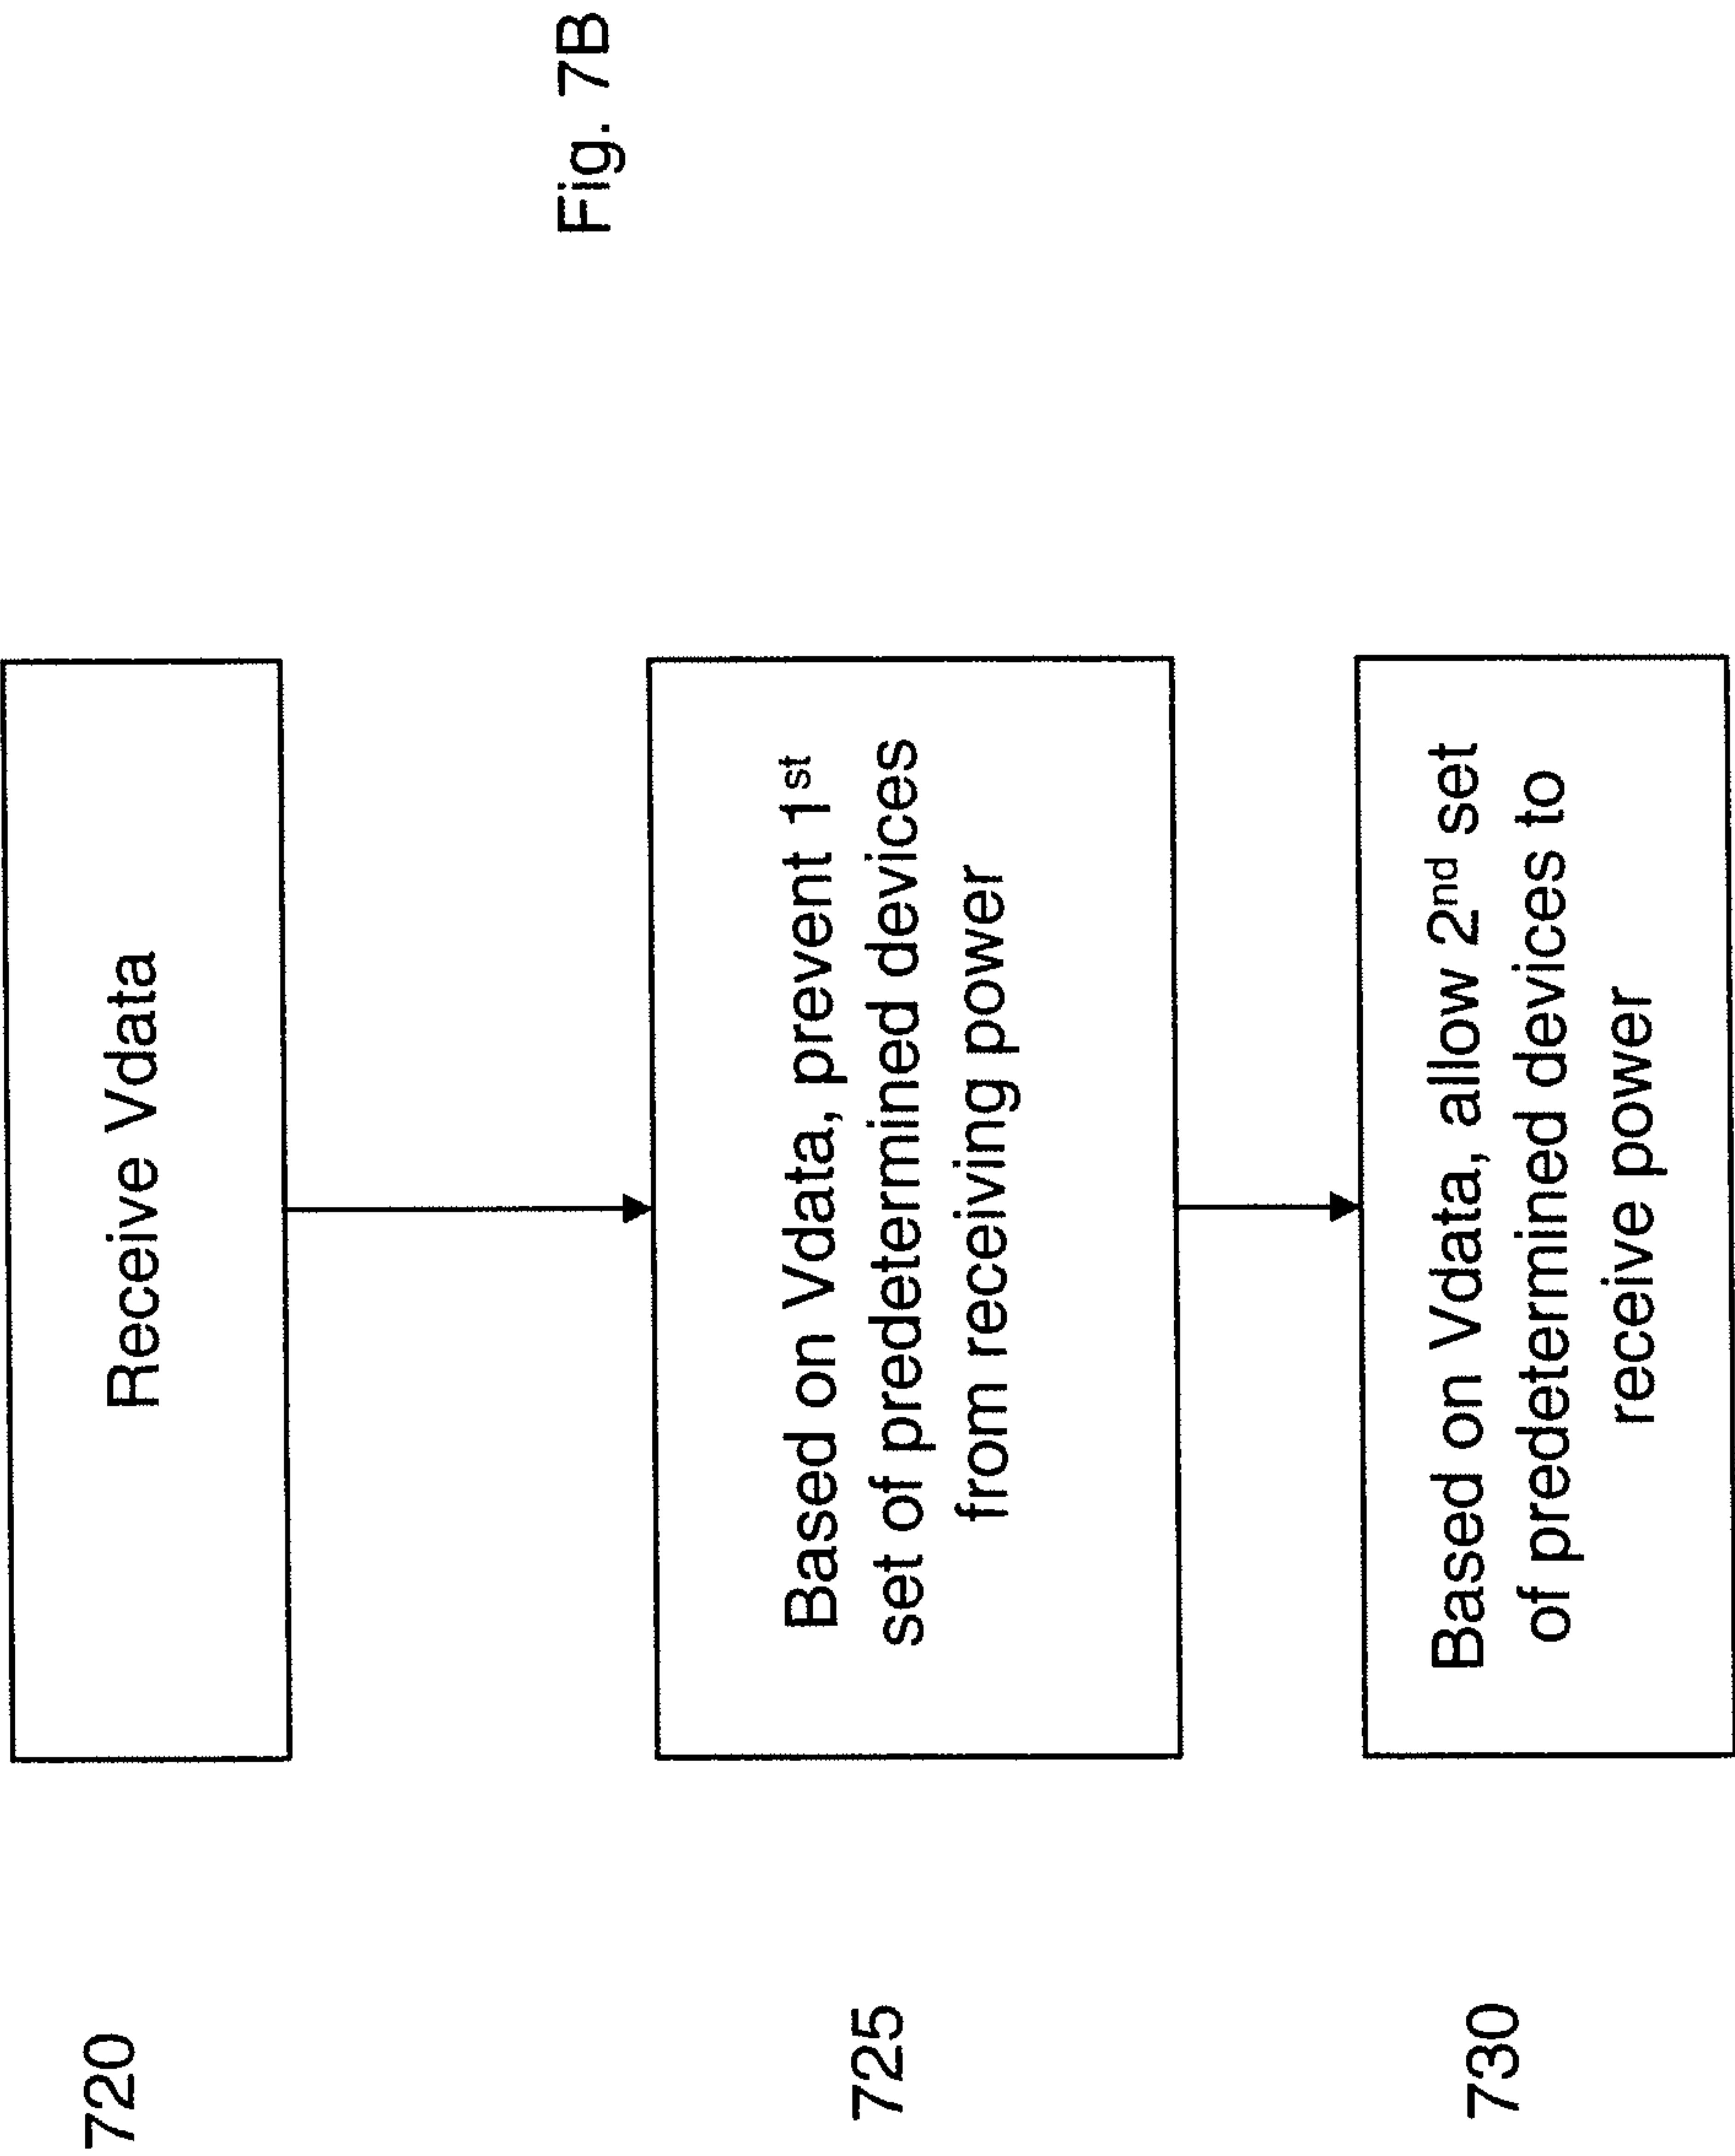 720
Receive Vdata
725
Based on Vdata, prevent 1st
set of predetermined devices
from receiving power
730
Based on Vdata, allow 2nd set
of predetermined devices to
receive power
Fig. 7B